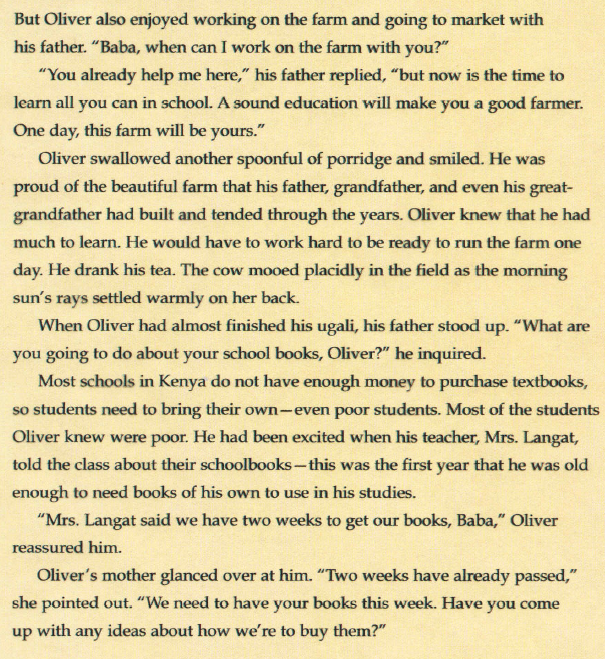 But Oliver also enjoyed working on the farm and going to market with
his father. “Baba, when can I work on the farm with you?”
“You already help me here,” his father replied, “but now is the time to
learn all you can in school. A sound education will make you a good farmer.
One day, this farm will be yours.”
Oliver swallowed another spoonful of porridge and smiled. He was
proud of the beautiful farm that his father, grandfather, and even his great-
grandfather had built and tended through the years. Oliver knew that he had
much to learn. He would have to work hard to be ready to run the farm one
day. He drank his tea. The cow mooed placidly in the field as the morning
sun’s rays settled warmly on her back.
When Oliver had almost finished his ugali, his father stood up. “What are
you going to do about your school books, Oliver?” he inquired.
Most schools in Kenya do not have enough money to purchase textbooks,
so students need to bring their own—even poor students. Most of the students
Oliver knew were poor. He had been excited when his teacher, Mrs. Langat,
told the class about their schoolbooks—this was the first year that he was old
enough to need books of his own to use in his studies.
“Mrs. Langat said we have two weeks to get our books, Baba,” Oliver
reassured him.
Oliver’s mother glanced over at him. “Two weeks have already passed,”
she pointed out. “We need to have your books this week. Have you come
up with any ideas about how we’re to buy them?”